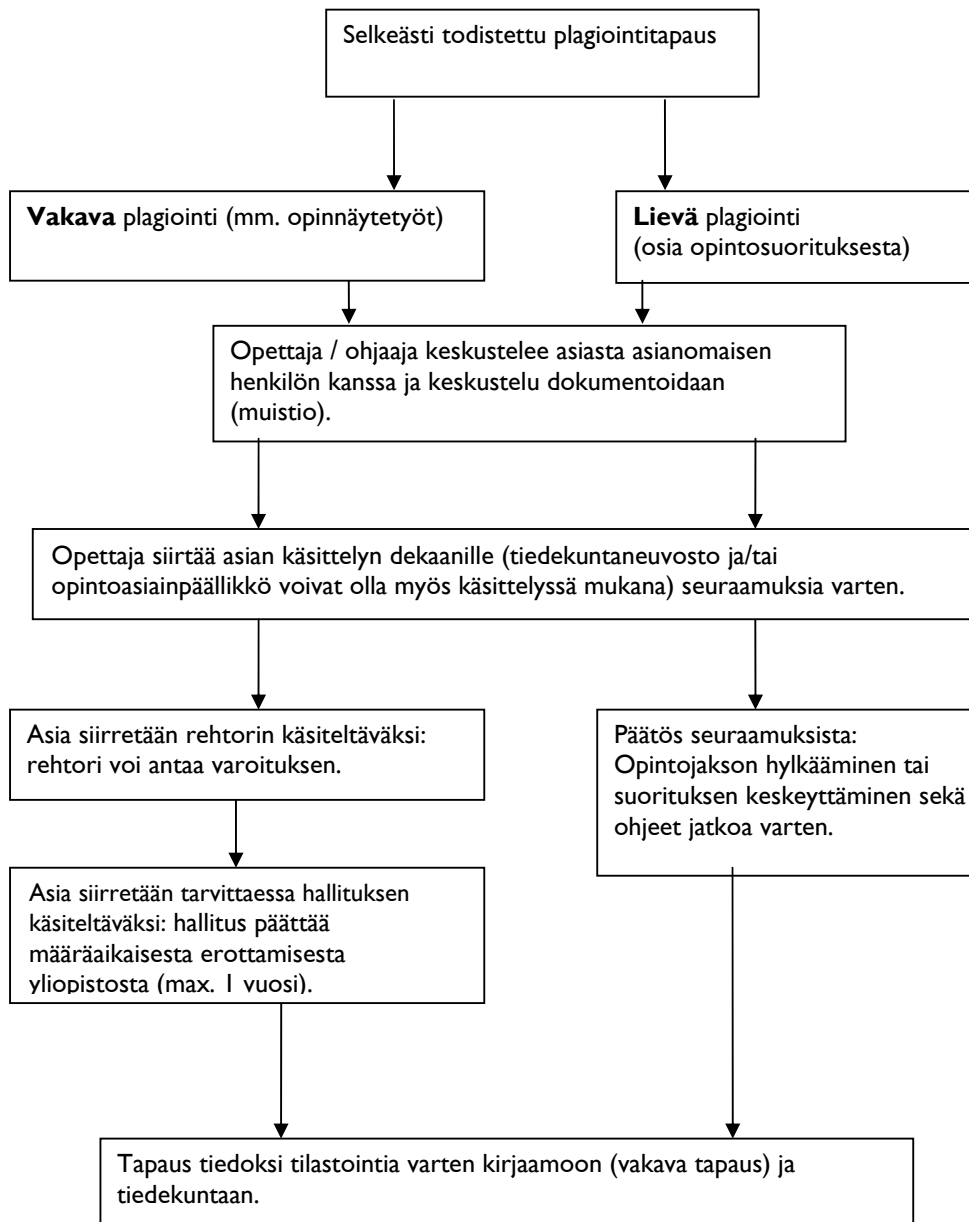 Selkeästi todistettu plagiointitapaus
Vakava plagiointi (mm. opinnäytetyöt)
Lievä plagiointi
(osia opintosuorituksesta)
Opettaja / ohjaaja keskustelee asiasta asianomaisen
henkilön kanssa ja keskustelu dokumentoidaan
(muistio).
Opettaja siirtää asian käsittelyn dekaanille (tiedekuntaneuvosto ja/tai
opintoasiainpäällikkö voivat olla myös käsittelyssä mukana) seuraamuksia varten.
Asia siirretään rehtorin käsiteltäväksi:
rehtori voi antaa varoituksen.
Päätös seuraamuksista:
Opintojakson hylkääminen tai
suorituksen keskeyttäminen sekä
ohjeet jatkoa varten.
Asia siirretään tarvittaessa hallituksen
käsiteltäväksi: hallitus päättää
määräaikaisesta erottamisesta
yliopistosta (max. 1 vuosi).
Tapaus tiedoksi tilastointia varten kirjaamoon (vakava tapaus) ja
tiedekuntaan.